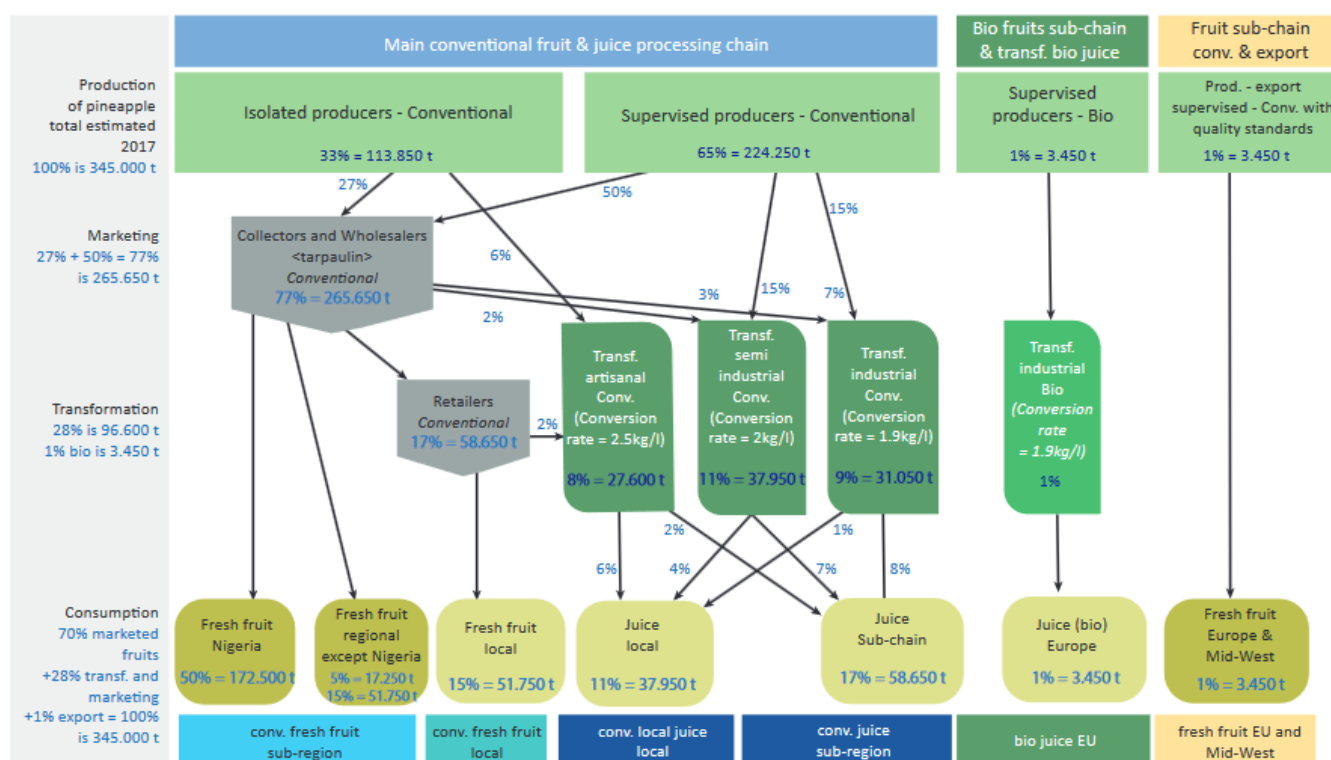 Main conventional fruit & juice processing chain
Bio fruits sub-chain
& transf. bio juice
Fruit sub-chain
conv. & export
Production
of pineapple
total estimated
2017
100% is 345.000 t
Isolated producers - Conventional
33% = 113.850 t
Supervised producers - Conventional
65% = 224.250 t
Supervised
producers - Bio
1% = 3.450 t
Prod. - export
supervised - Conv. with
quality standards
1% = 3.450 t
27%
50%
15%
6%
15%
7%
3%
2%
Marketing
27% + 50% = 77%
is 265.650 t
Collectors and Wholesalers
<tarpaulin>
Conventional
77% = 265.650 t
Transformation
28% is 96.600 t
1% bio is 3.450 t
Retailers
Conventional
17% = 58.650 t
2%
Transf.
artisanal
Conv.
(Conversion
rate = 2.5kg/l)
8% = 27.600 t
Transf.
semi
industrial
Conv.
(Conversion
rate = 2kg/l)
11% = 37.950 t
Transf.
industrial
Conv.
(Conversion
rate = 1.9kg/l)
9% = 31.050 t
Transf.
industrial
Bio
(Conversion
rate
= 1.9kg/l)
1%
2%
1%
6%
4%
7%
8%
Consumption
70% marketed
fruits
+28% transf. and
marketing
+1% export = 100%
is 345.000 t
Fresh fruit
Nigeria
50% = 172.500 t
Fresh fruit
regional
except Nigeria
5% = 17.250 t
15% = 51.750 t
Fresh fruit
local
15% = 51.750 t
Juice
local
11% = 37.950 t
Juice
Sub-chain
17% = 58.650 t
Juice (bio)
Europe
1% = 3.450 t
Fresh fruit
Europe &
Mid-West
1% = 3.450 t
conv. fresh fruit
sub-region
conv. fresh fruit
local
conv. local juice
local
conv. juice
sub-region
bio juice EU
fresh fruit EU and
Mid-West